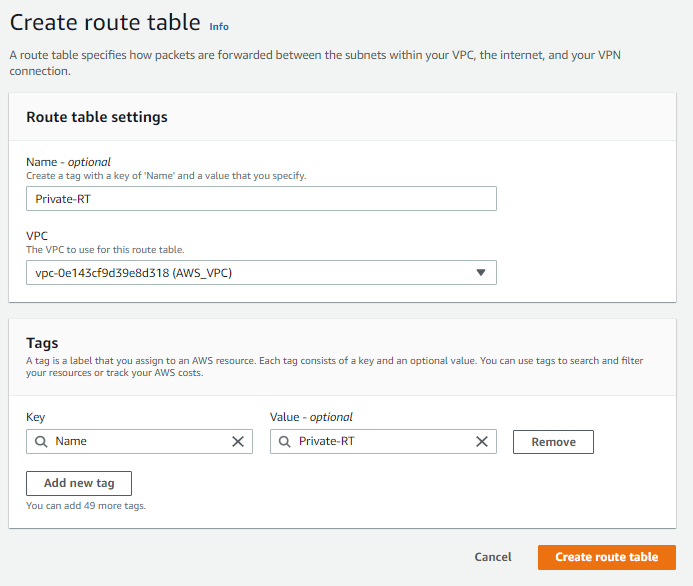 Create route table Info
A route table specifies how packets are forwarded between the subnets within your VPC, the internet, and your VPN
connection.
Route table settings
Name - optional
Create a tag with a key of 'Name' and a value that you specify.
Private-RT
VPC
The VPC to use for this route table.
vpc-0e143cf9d39e8d318 (AWS_VPC)
Tags
A tag is a label that you assign to an AWS resource. Each tag consists of a key and an optional value. You can use tags to search and filter
your resources or track your AWS costs.
Key Value - optional
Name Private-RT Remove
Add new tag
You can add 49 more tags.
Cancel Create route table